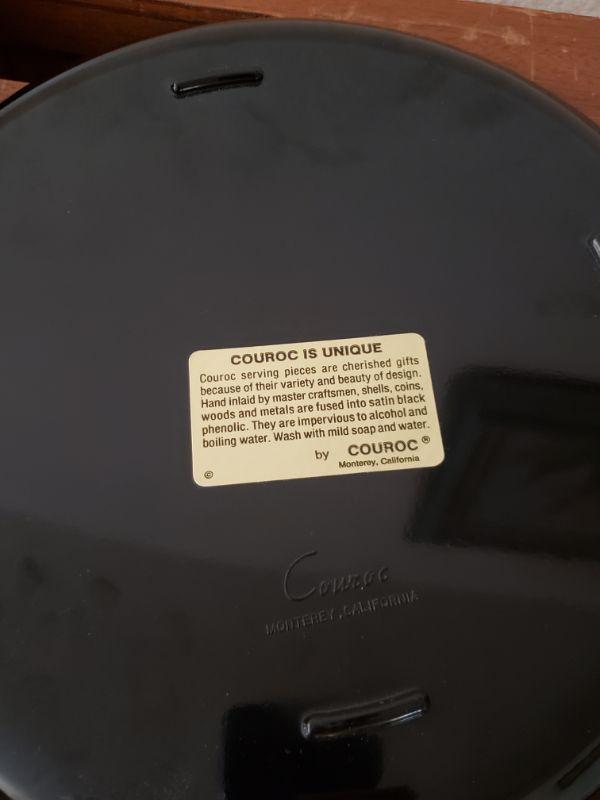 COUROC IS UNIQUE
Couroc serving pieces are cherished gifts
because of their variety and beauty of design.
Hand inlaid by master craftsmen, shells, coins,
woods and metals are fused into satin black
phenolic. They are impervious to alcohol and
boiling water. Wash with mild soap and water.
by COUROC ®
Monterey, California
©
Couroc
MONTEREY, CALIFORNIA